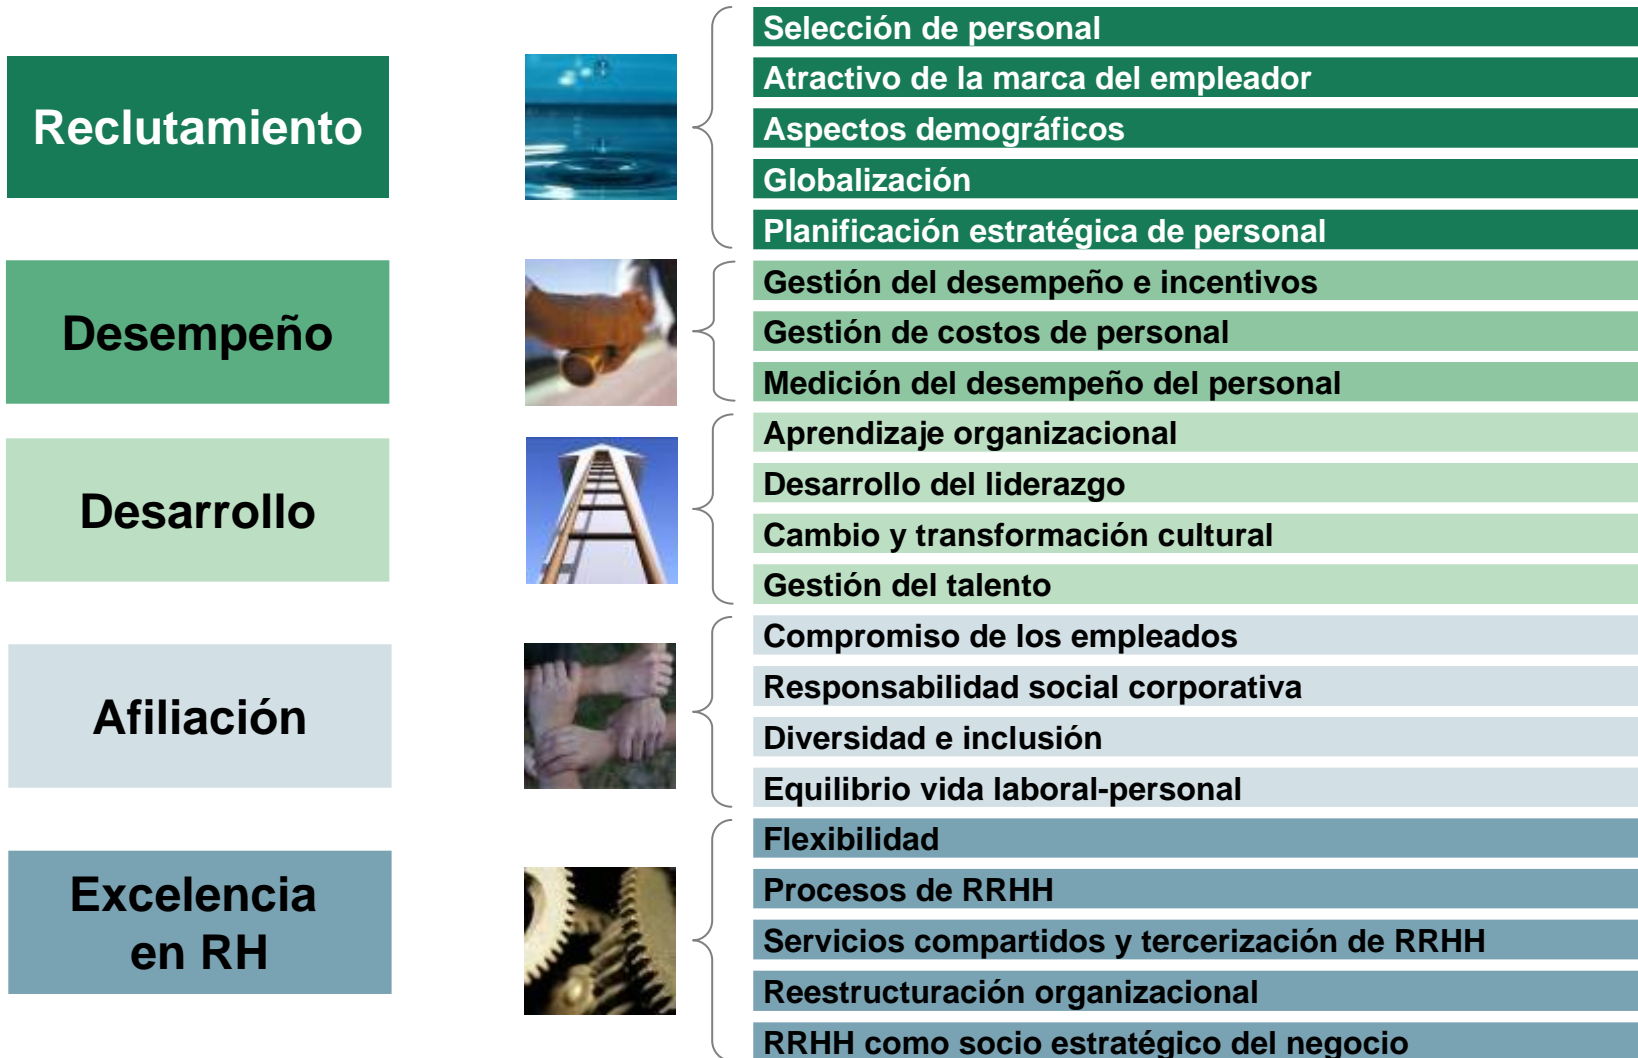 Reclutamiento
Selección de personal
Atractivo de la marca del empleador
Aspectos demográficos
Globalización
Planificación estratégica de personal
Desempeño
Gestión del desempeño e incentivos
Gestión de costos de personal
Medición del desempeño del personal
Desarrollo
Aprendizaje organizacional
Desarrollo del liderazgo
Cambio y transformación cultural
Gestión del talento
Afiliación
Compromiso de los empleados
Responsabilidad social corporativa
Diversidad e inclusión
Equilibrio vida laboral-personal
Excelencia
en RH
Flexibilidad
Procesos de RRHH
Servicios compartidos y tercerización de RRHH
Reestructuración organizacional
RRHH como socio estratégico del negocio